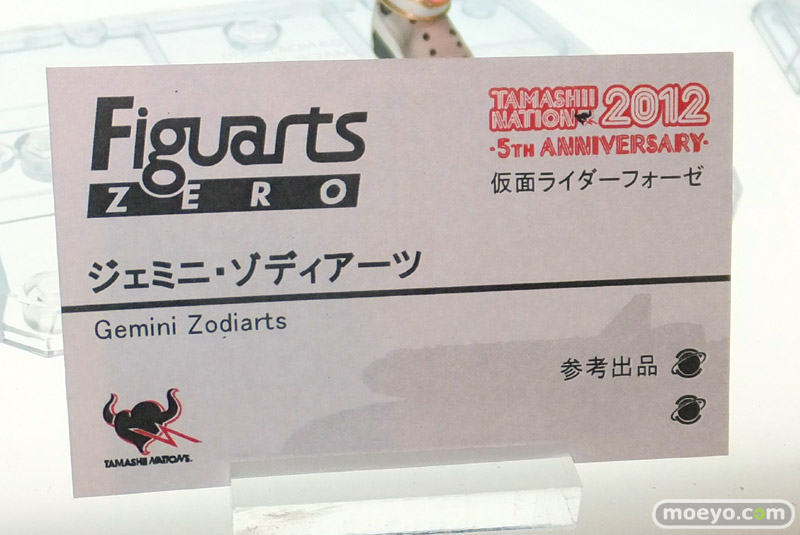 Figuarts
ZERO
TAMASHII
NATION 2012
・5TH ANNIVERSARY・
仮面ライダーフォーゼ
ジェミニ・ゾディアーツ
Gemini Zodiarts
参考出品
TAMASHII NATIONS
moeyo.com